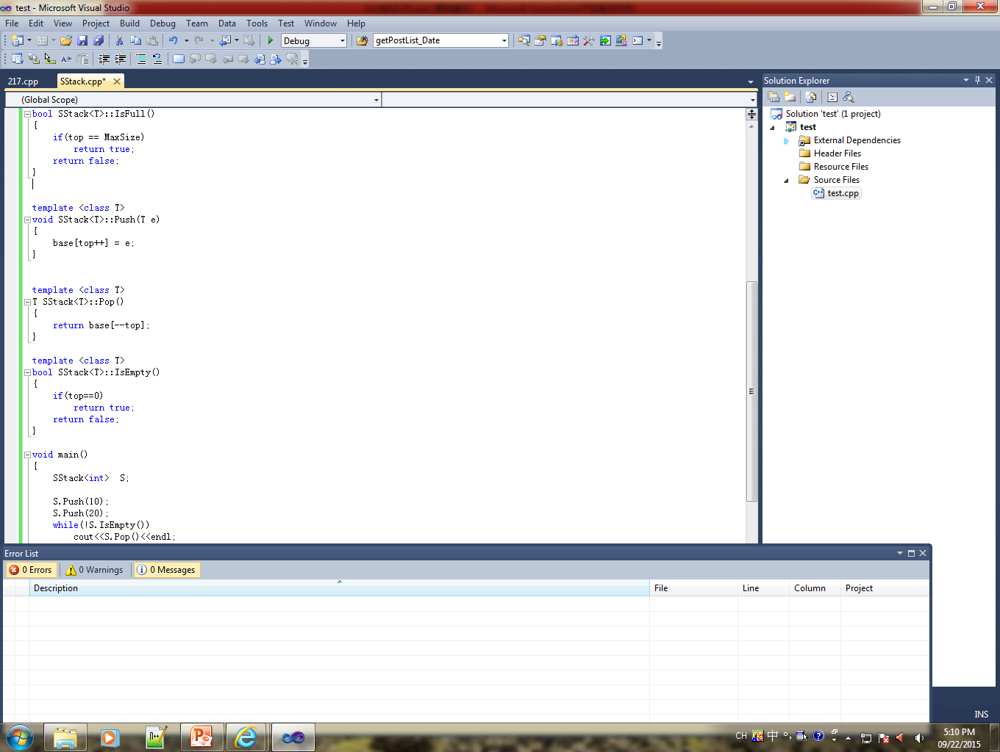 test - Microsoft Visual Studio
File Edit View Project Build Debug Team Data Tools Test Window Help
Debug getPostList_Date
217.cpp SStack.cpp*
(Global Scope)
bool SStack<T>::IsFull()
{
if(top == MaxSize)
return true;
return false;
}
template <class T>
void SStack<T>::Push(T e)
{
base[top++] = e;
}
template <class T>
T SStack<T>::Pop()
{
return base[--top];
}
template <class T>
bool SStack<T>::IsEmpty()
{
if(top==0)
return true;
return false;
}
void main()
{
SStack<int> S;
S.Push(10);
S.Push(20);
while(!S.IsEmpty())
cout<<S.Pop()<<endl;
Solution Explorer
Solution 'test' (1 project)
test
External Dependencies
Header Files
Resource Files
Source Files
test.cpp
Error List
0 Errors 0 Warnings 0 Messages
Description File Line Column Project
INS
CH 中
5:10 PM
09/22/2015